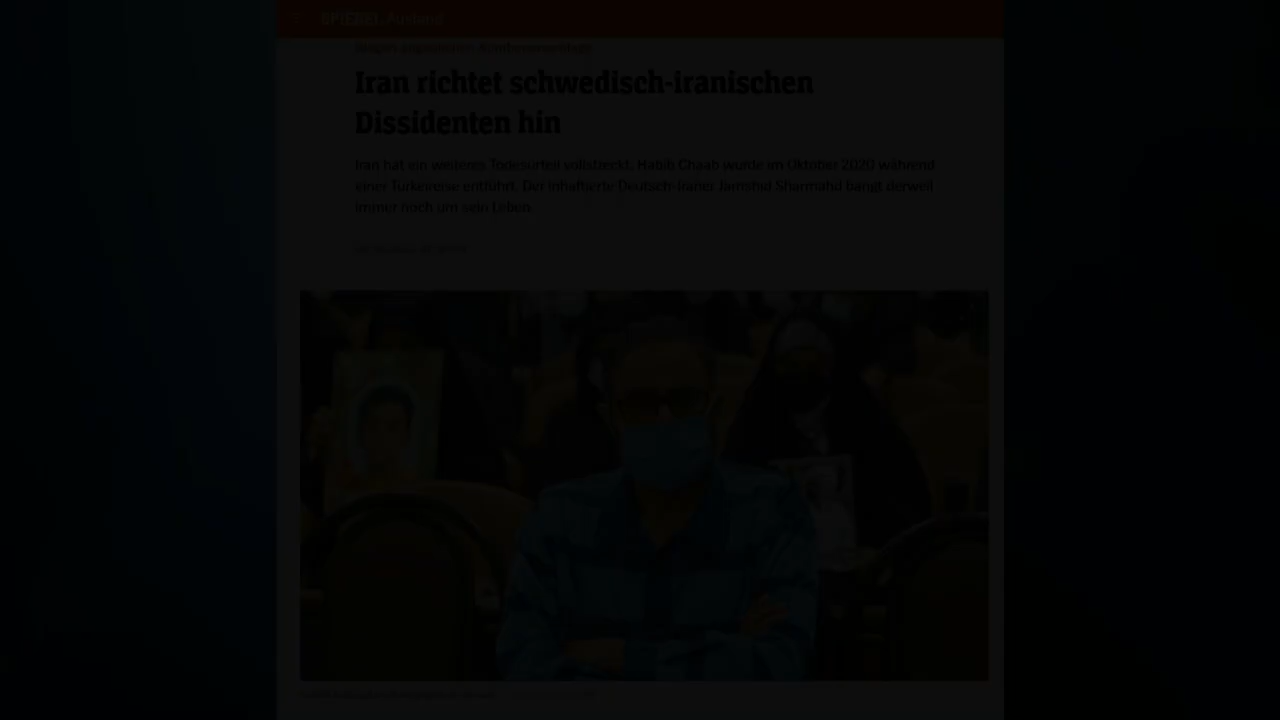 SPIEGEL Ausland
Iran richtet schwedisch-iranischen
Dissidenten hin
Iran hat ein weiteres Todesurteil vollstreckt. Habib Chaab wurde im Oktober 2020 während
einer Türkeireise entführt. Der inhaftierte Deutsch-Iraner Jamshid Sharmahd bangt derweil
immer noch um sein Leben.